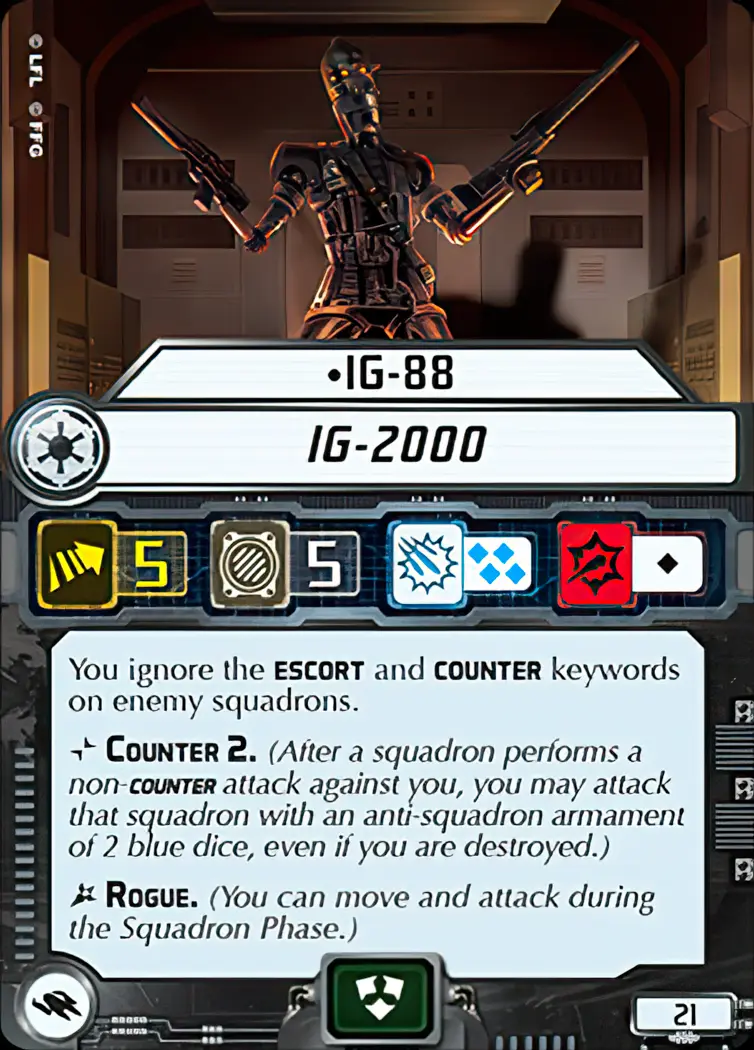 LFL FFG
•IG-88
IG-2000
5 5
You ignore the ESCORT and COUNTER keywords
on enemy squadrons.
COUNTER 2. (After a squadron performs a
non-COUNTER attack against you, you may attack
that squadron with an anti-squadron armament
of 2 blue dice, even if you are destroyed.)
ROGUE. (You can move and attack during
the Squadron Phase.)
21